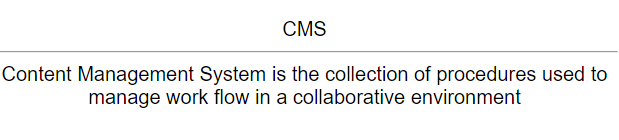 CMS
Content Management System is the collection of procedures used to
manage work flow in a collaborative environment